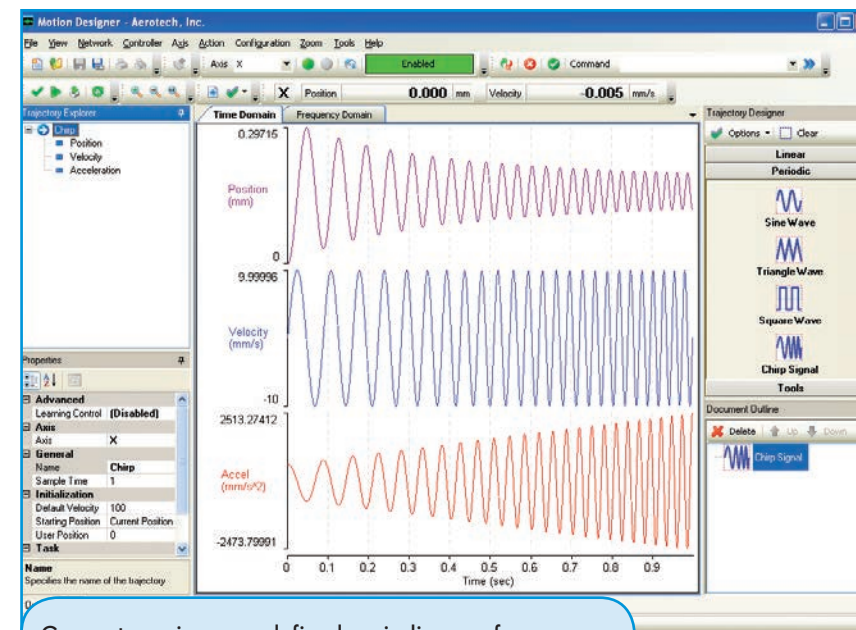 Motion Designer - Aerotech, Inc.
File View Network Controller Axis Action Configuration Zoom Tools Help
Axis X Enabled Command
X Position 0.000 mm Velocity -0.005 mm/s
Trajectory Explorer
Chirp
Position
Velocity
Acceleration
Properties
Advanced
Learning Control (Disabled)
Axis
Axis X
General
Name Chirp
Sample Time 1
Initialization
Default Velocity 100
Starting Position Current Position
User Position 0
Task
Name
Specifies the name of the trajectory
Time Domain Frequency Domain
0.29715
Position
(mm)
0
9.99996
Velocity
(mm/s)
-10
2513.27412
Accel
(mm/s^2)
-2473.79991
0 0.1 0.2 0.3 0.4 0.5 0.6 0.7 0.8 0.9
Time (sec)
Trajectory Designer
Options Clear
Linear
Periodic
Sine Wave
Triangle Wave
Square Wave
Chirp Signal
Tools
Document Outline
Delete Up Down
Chirp Signal